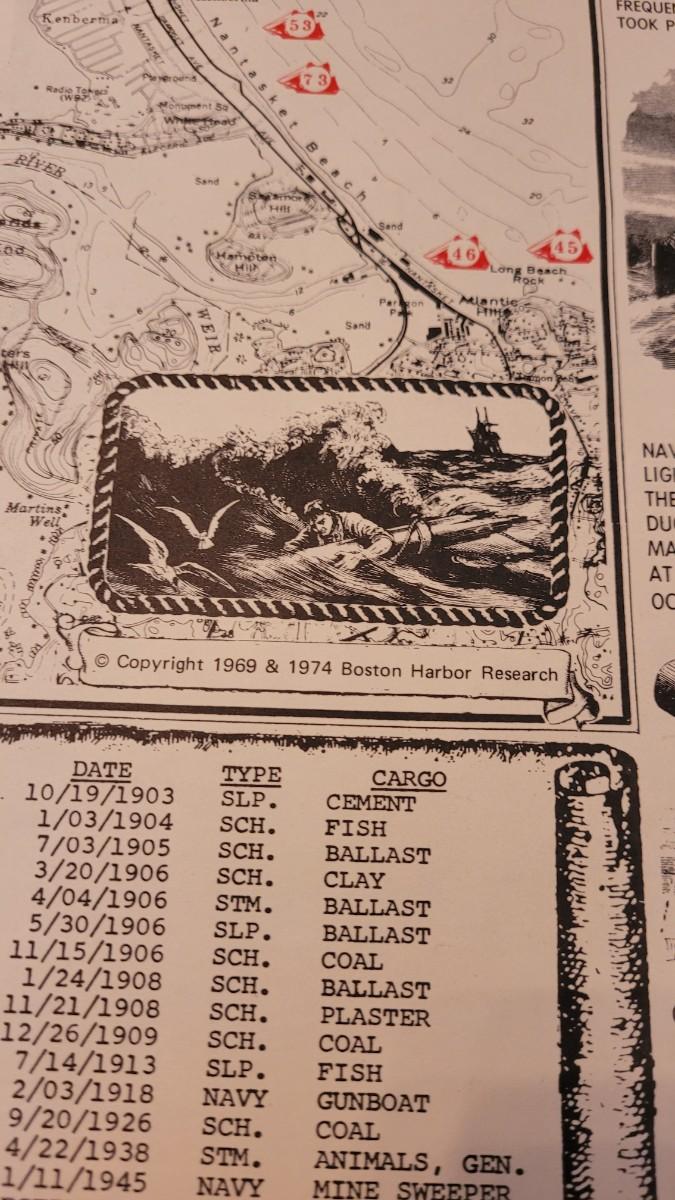 FREQUEN
TOOK P
Kenberma
53
Nantasket Beach
73
Playground
Radio Towers
(WBZ)
Monument Sq
White Head
RIVER
Sand
Sagamore
Hill
Sand
Hampton
Hill
46
45
Long Beach
Rock
Atlantic
Hill
Paragon
Park
WEIR
Sand
Martins
Well
NAV
LIGH
THE
DUC
MA
AT
OC
© Copyright 1969 & 1974 Boston Harbor Research
DATE TYPE CARGO
10/19/1903 SLP. CEMENT
1/03/1904 SCH. FISH
7/03/1905 SCH. BALLAST
3/20/1906 SCH. CLAY
4/04/1906 STM. BALLAST
5/30/1906 SLP. BALLAST
11/15/1906 SCH. COAL
1/24/1908 SCH. BALLAST
11/21/1908 SCH. PLASTER
12/26/1909 SCH. COAL
7/14/1913 SLP. FISH
2/03/1918 NAVY GUNBOAT
9/20/1926 SCH. COAL
4/22/1938 STM. ANIMALS, GEN.
1/11/1945 NAVY MINE SWEEPER